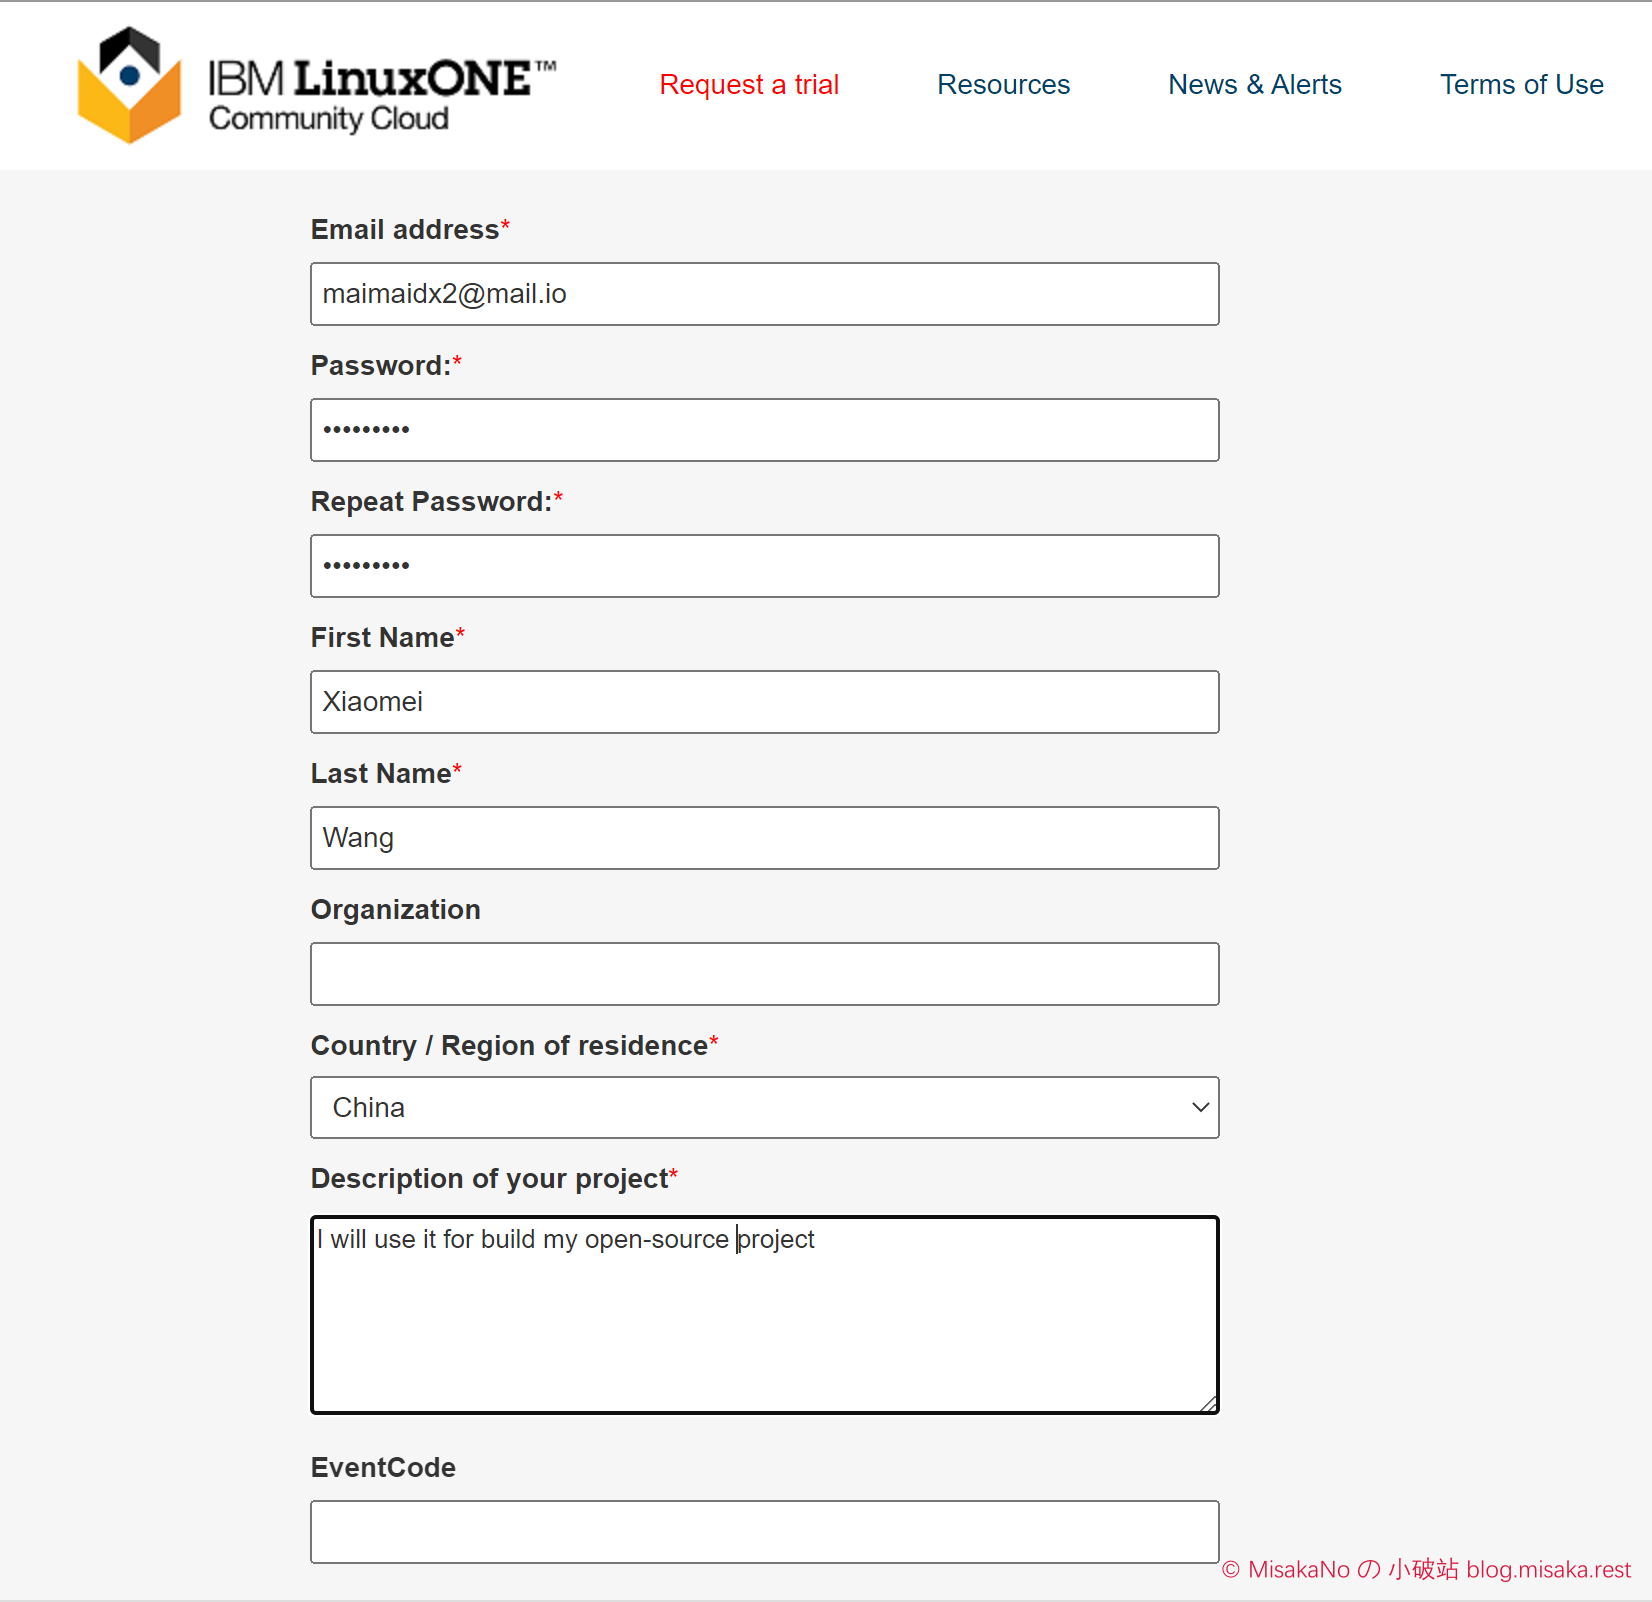 IBM LinuxONE™
Community Cloud
Request a trial
Resources
News & Alerts
Terms of Use
Email address*
maimaidx2@mail.io
Password:*
•••••••••
Repeat Password:*
•••••••••
First Name*
Xiaomei
Last Name*
Wang
Organization
Country / Region of residence*
China
Description of your project*
I will use it for build my open-source project
EventCode
© MisakaNo の 小破站 blog.misaka.rest